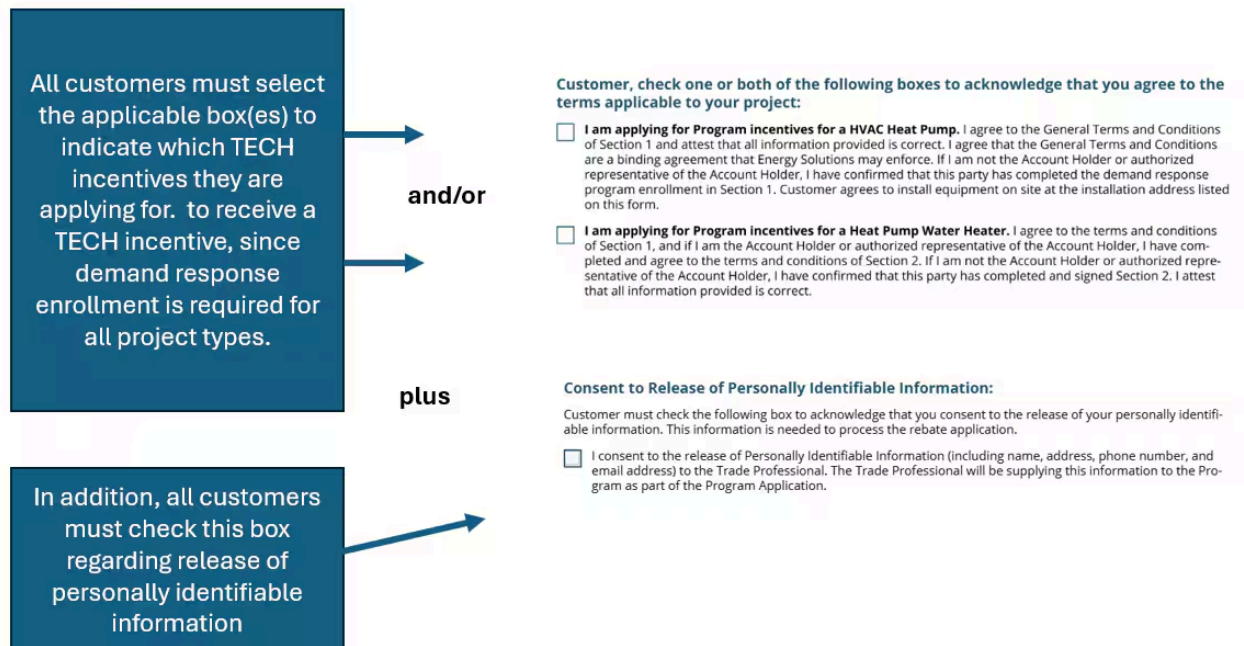 All customers must select
the applicable box(es) to
indicate which TECH
incentives they are
applying for.  to receive a
TECH incentive, since
demand response
enrollment is required for
all project types.
and/or
Customer, check one or both of the following boxes to acknowledge that you agree to the
terms applicable to your project:
I am applying for Program incentives for a HVAC Heat Pump. I agree to the General Terms and Conditions
of Section 1 and attest that all information provided is correct. I agree that the General Terms and Conditions
are a binding agreement that Energy Solutions may enforce. If I am not the Account Holder or authorized
representative of the Account Holder, I have confirmed that this party has completed the demand response
program enrollment in Section 1. Customer agrees to install equipment on site at the installation address listed
on this form.
I am applying for Program incentives for a Heat Pump Water Heater. I agree to the terms and conditions
of Section 1, and if I am the Account Holder or authorized representative of the Account Holder, I have com-
pleted and agree to the terms and conditions of Section 2. If I am not the Account Holder or authorized repre-
sentative of the Account Holder, I have confirmed that this party has completed and signed Section 2. I attest
that all information provided is correct.
plus
In addition, all customers
must check this box
regarding release of
personally identifiable
information
Consent to Release of Personally Identifiable Information:
Customer must check the following box to acknowledge that you consent to the release of your personally identifi-
able information. This information is needed to process the rebate application.
I consent to the release of Personally Identifiable Information (including name, address, phone number, and
email address) to the Trade Professional. The Trade Professional will be supplying this information to the Pro-
gram as part of the Program Application.